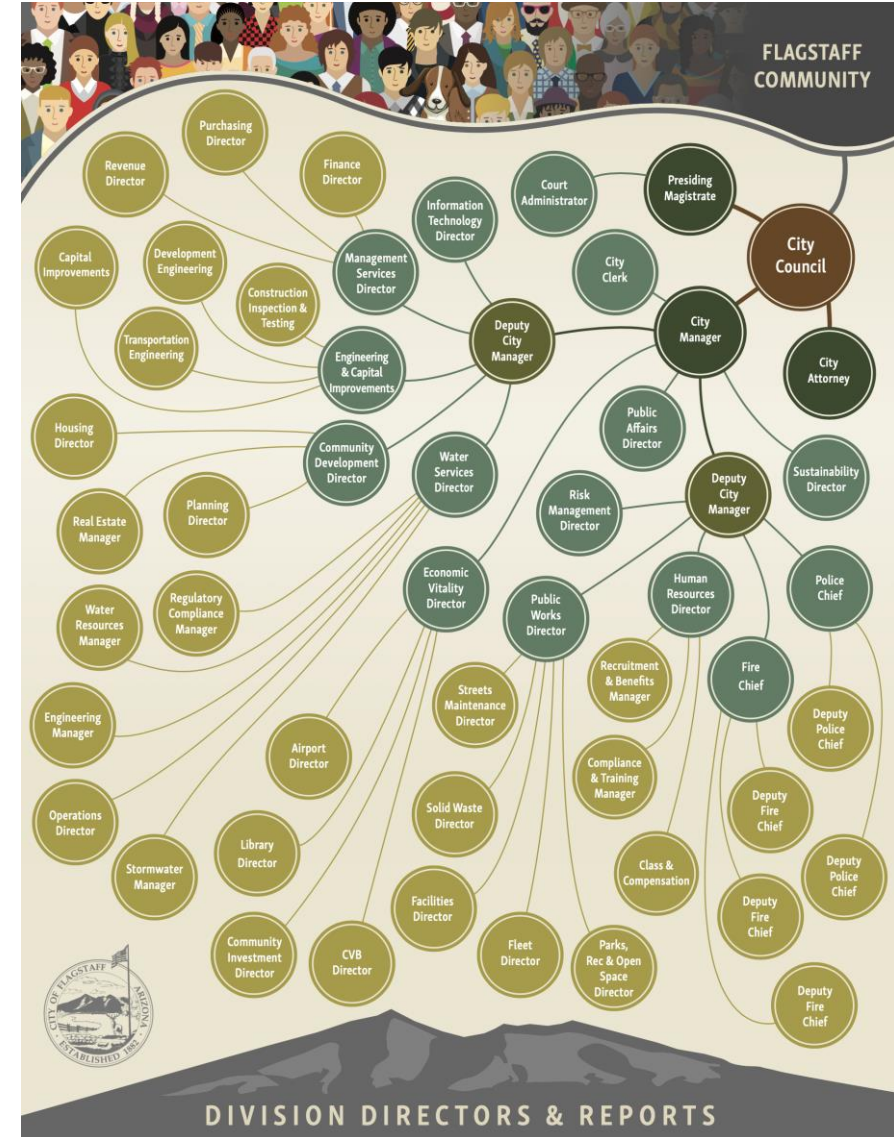 FLAGSTAFF
COMMUNITY
Purchasing
Director
Revenue
Director
Finance
Director
Court
Administrator
Presiding
Magistrate
Information
Technology
Director
City
Council
Capital
Improvements
Development
Engineering
Management
Services
Director
City
Clerk
Construction
Inspection &
Testing
Transportation
Engineering
Deputy
City
Manager
City
Manager
Engineering
& Capital
Improvements
City
Attorney
Housing
Director
Community
Development
Director
Water
Services
Director
Public
Affairs
Director
Sustainability
Director
Real Estate
Manager
Planning
Director
Risk
Management
Director
Deputy
City
Manager
Water
Resources
Manager
Regulatory
Compliance
Manager
Economic
Vitality
Director
Public
Works
Director
Human
Resources
Director
Police
Chief
Fire
Chief
Engineering
Manager
Airport
Director
Streets
Maintenance
Director
Recruitment
& Benefits
Manager
Deputy
Police
Chief
Compliance
& Training
Manager
Operations
Director
Stormwater
Manager
Library
Director
Solid Waste
Director
Deputy
Fire
Chief
Class &
Compensation
Deputy
Police
Chief
Facilities
Director
Deputy
Fire
Chief
Community
Investment
Director
CVB
Director
Fleet
Director
Parks,
Rec & Open
Space
Director
Deputy
Fire
Chief
CITY OF FLAGSTAFF ARIZONA
ESTABLISHED 1882
DIVISION DIRECTORS & REPORTS